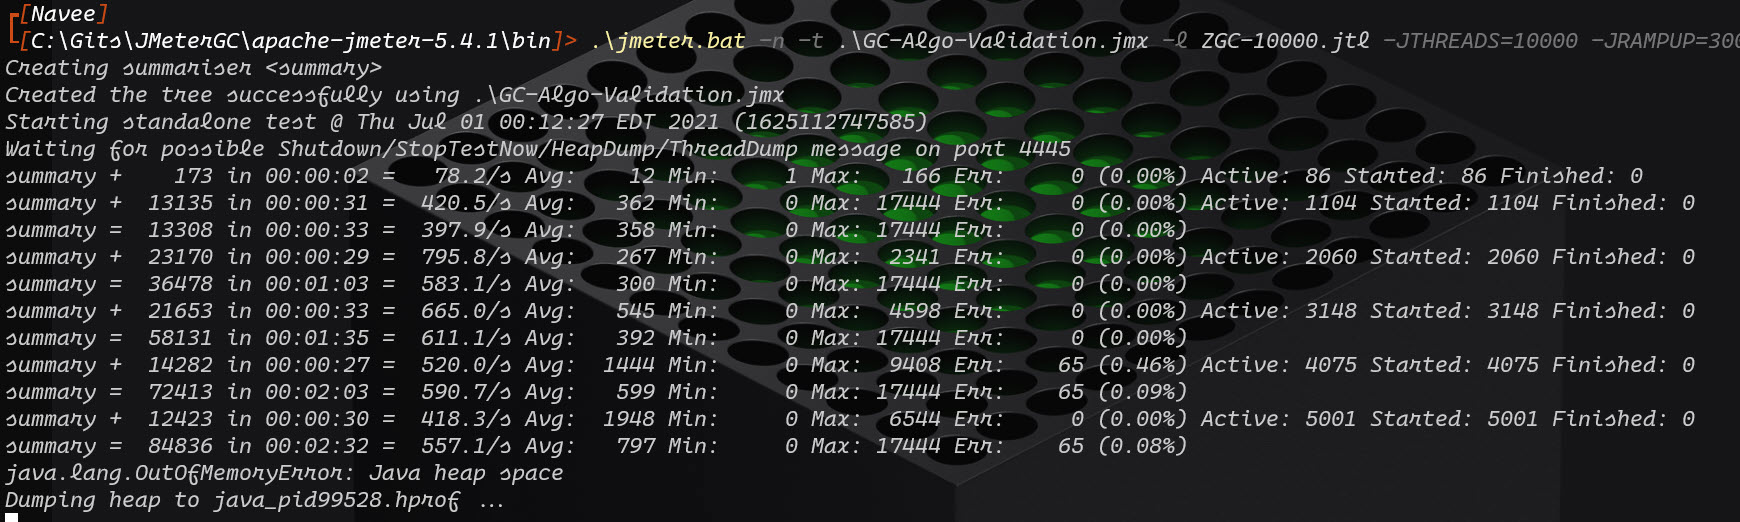 [Navee]
[C:\Gits\JMeterGC\apache-jmeter-5.4.1\bin]> .\jmeter.bat -n -t .\GC-Algo-Validation.jmx -l ZGC-10000.jtl -JTHREADS=10000 -JRAMPUP=300
Creating summariser <summary>
Created the tree successfully using .\GC-Algo-Validation.jmx
Starting standalone test @ Thu Jul 01 00:12:27 EDT 2021 (1625112747585)
Waiting for possible Shutdown/StopTestNow/HeapDump/ThreadDump message on port 4445
summary +    173 in 00:00:02 =   78.2/s Avg:    12 Min:     1 Max:   166 Err:     0 (0.00%) Active: 86 Started: 86 Finished: 0
summary +  13135 in 00:00:31 =  420.5/s Avg:   362 Min:     0 Max: 17444 Err:     0 (0.00%) Active: 1104 Started: 1104 Finished: 0
summary =  13308 in 00:00:33 =  397.9/s Avg:   358 Min:     0 Max: 17444 Err:     0 (0.00%)
summary +  23170 in 00:00:29 =  795.8/s Avg:   267 Min:     0 Max:  2341 Err:     0 (0.00%) Active: 2060 Started: 2060 Finished: 0
summary =  36478 in 00:01:03 =  583.1/s Avg:   300 Min:     0 Max: 17444 Err:     0 (0.00%)
summary +  21653 in 00:00:33 =  665.0/s Avg:   545 Min:     0 Max:  4598 Err:     0 (0.00%) Active: 3148 Started: 3148 Finished: 0
summary =  58131 in 00:01:35 =  611.1/s Avg:   392 Min:     0 Max: 17444 Err:     0 (0.00%)
summary +  14282 in 00:00:27 =  520.0/s Avg:  1444 Min:     0 Max:  9408 Err:    65 (0.46%) Active: 4075 Started: 4075 Finished: 0
summary =  72413 in 00:02:03 =  590.7/s Avg:   599 Min:     0 Max: 17444 Err:    65 (0.09%)
summary +  12423 in 00:00:30 =  418.3/s Avg:  1948 Min:     0 Max:  6544 Err:     0 (0.00%) Active: 5001 Started: 5001 Finished: 0
summary =  84836 in 00:02:32 =  557.1/s Avg:   797 Min:     0 Max: 17444 Err:    65 (0.08%)
java.lang.OutOfMemoryError: Java heap space
Dumping heap to java_pid99528.hprof ...